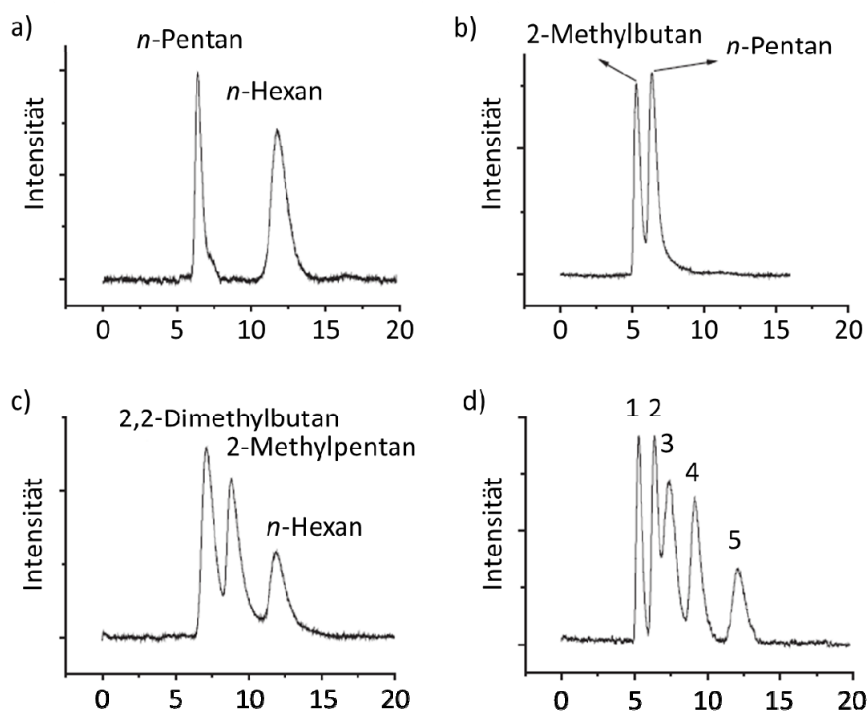 a)
n-Pentan
n-Hexan
Intensität
0 5 10 15 20
b)
2-Methylbutan
n-Pentan
Intensität
0 5 10 15 20
c)
2,2-Dimethylbutan
2-Methylpentan
n-Hexan
Intensität
0 5 10 15 20
d)
1 2
3
4
5
Intensität
0 5 10 15 20